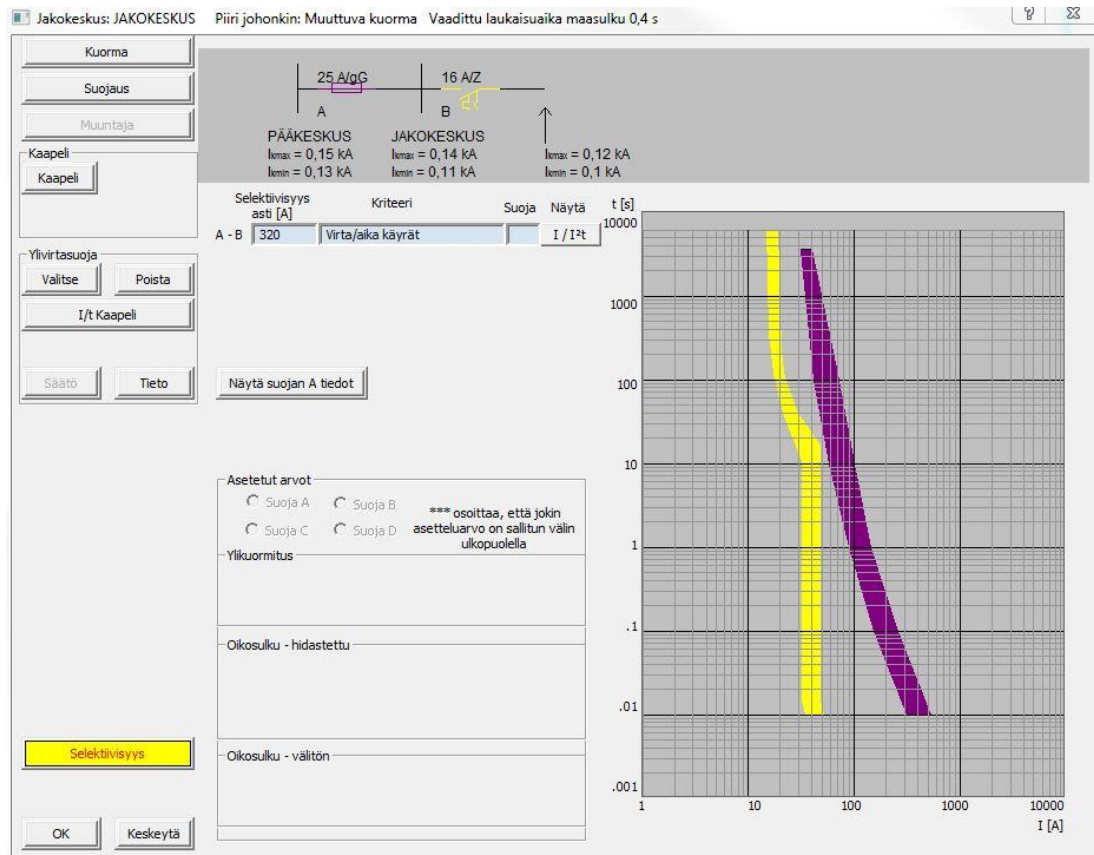 Jakokeskus: JAKOKESKUS Piiri johonkin: Muuttuva kuorma Vaadittu laukaisuaika maasulku 0,4 s
?
Kuorma
Suojaus
Muuntaja
Kaapeli
Kaapeli
25 A/gG
16 A/Z
A
B
PÄÄKESKUS
JAKOKESKUS
Ikmax = 0,15 kA
Ikmax = 0,14 kA
Ikmax = 0,12 kA
Ikmin = 0,13 kA
Ikmin = 0,11 kA
Ikmin = 0,1 kA
Selektiivisyys
asti [A]
Kriteeri
Suoja
Näytä
A - B
320
Virta/aika käyrät
I / I²t
Ylivirtasuoja
Valitse
Poista
I/t Kaapeli
Säätö
Tieto
Näytä suojan A tiedot
Asetetut arvot
Suoja A
Suoja B
Suoja C
Suoja D
*** osoittaa, että jokin
asetteluarvo on sallitun välin
ulkopuolella
Ylikuormitus
Oikosulku - hidastettu
Oikosulku - välitön
Selektiivisyys
OK
Keskeytä
t [s]
10000
1000
100
10
1
.1
.01
.001
1
10
100
1000
10000
I [A]